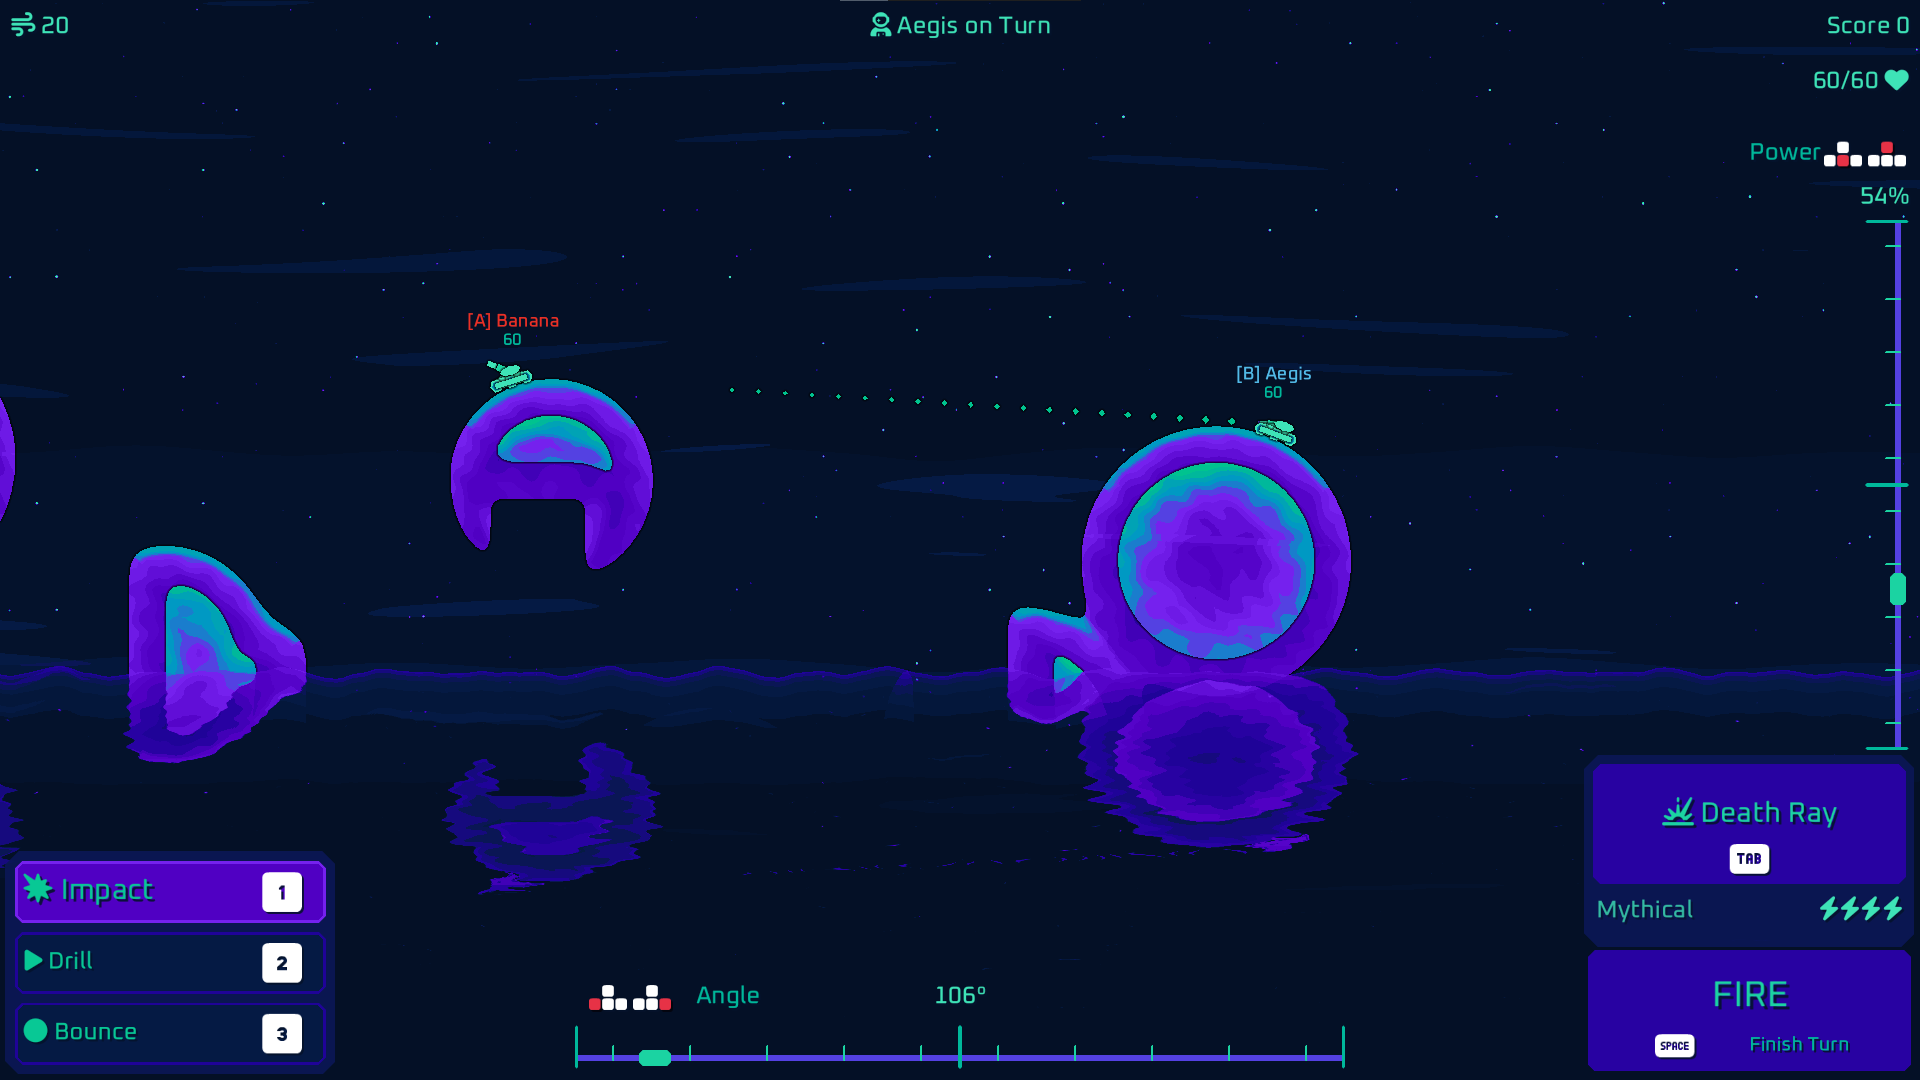 20
Aegis on Turn
Score 0
60/60
Power
54%
[A] Banana
60
[B] Aegis
60
Impact 1
Drill 2
Bounce 3
Angle 106°
Death Ray
TAB
Mythical
FIRE
SPACE Finish Turn